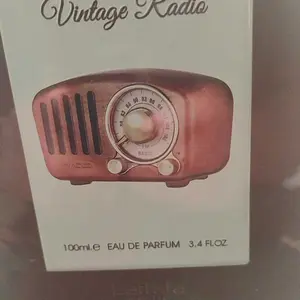 Vintage Radio
100ml.e EAU DE PARFUM 3.4 FL.OZ